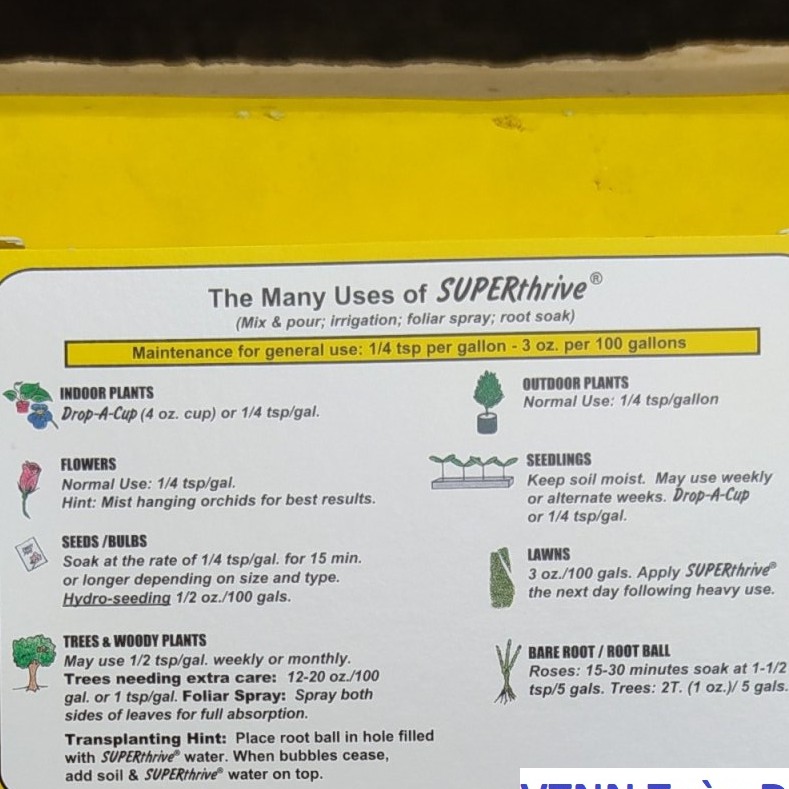 The Many Uses of SUPERthrive®
(Mix & pour; irrigation; foliar spray; root soak)
Maintenance for general use: 1/4 tsp per gallon - 3 oz. per 100 gallons
INDOOR PLANTS
Drop-A-Cup (4 oz. cup) or 1/4 tsp/gal.
FLOWERS
Normal Use: 1/4 tsp/gal.
Hint: Mist hanging orchids for best results.
SEEDS /BULBS
Soak at the rate of 1/4 tsp/gal. for 15 min.
or longer depending on size and type.
Hydro-seeding 1/2 oz./100 gals.
TREES & WOODY PLANTS
May use 1/2 tsp/gal. weekly or monthly.
Trees needing extra care: 12-20 oz./100
gal. or 1 tsp/gal. Foliar Spray: Spray both
sides of leaves for full absorption.
Transplanting Hint: Place root ball in hole filled
with SUPERthrive® water. When bubbles cease,
add soil & SUPERthrive® water on top.
OUTDOOR PLANTS
Normal Use: 1/4 tsp/gallon
SEEDLINGS
Keep soil moist. May use weekly
or alternate weeks. Drop-A-Cup
or 1/4 tsp/gal.
LAWNS
3 oz./100 gals. Apply SUPERthrive®
the next day following heavy use.
BARE ROOT / ROOT BALL
Roses: 15-30 minutes soak at 1-1/2
tsp/5 gals. Trees: 2T. (1 oz.)/ 5 gals.